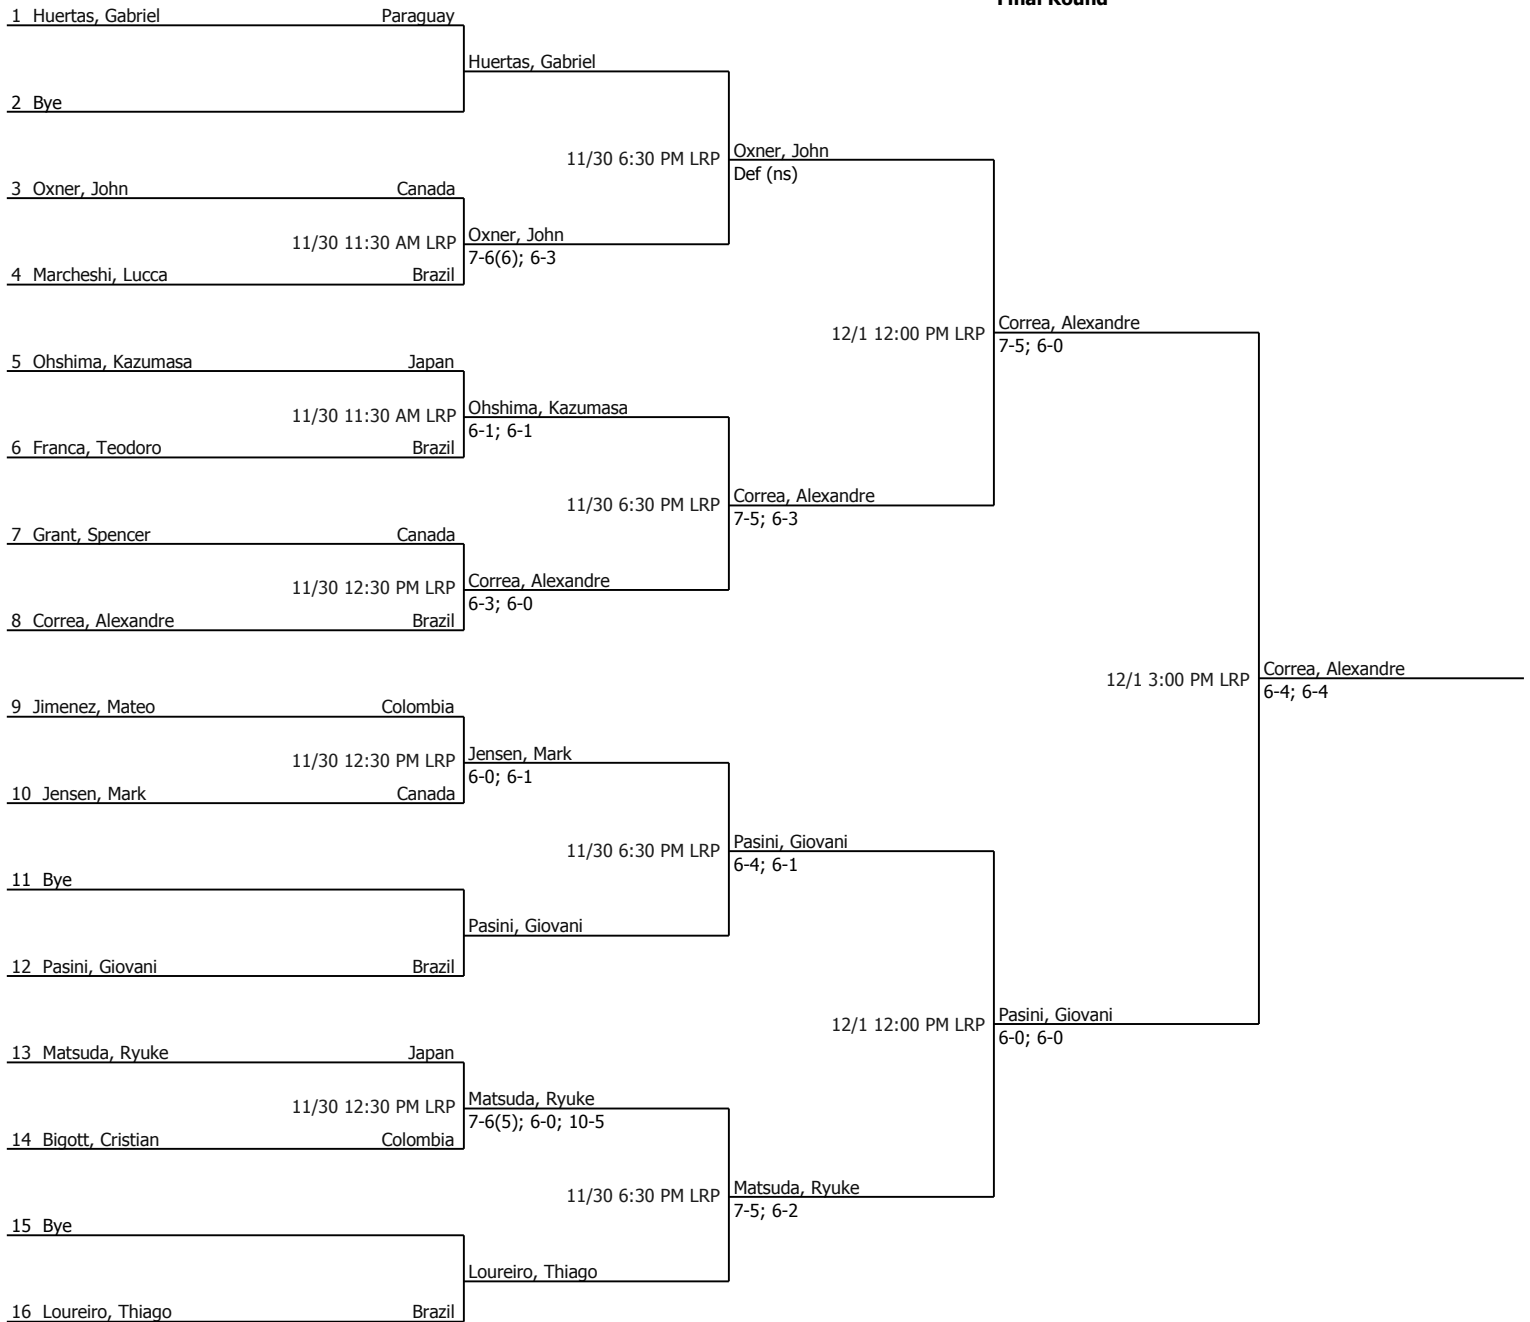 Final Round
1 Huertas, Gabriel Paraguay
Huertas, Gabriel
2 Bye
11/30 6:30 PM LRP Oxner, John
Def (ns)
3 Oxner, John Canada
11/30 11:30 AM LRP Oxner, John
7-6(6); 6-3
4 Marcheshi, Lucca Brazil
12/1 12:00 PM LRP Correa, Alexandre
7-5; 6-0
5 Ohshima, Kazumasa Japan
11/30 11:30 AM LRP Ohshima, Kazumasa
6-1; 6-1
6 Franca, Teodoro Brazil
11/30 6:30 PM LRP Correa, Alexandre
7-5; 6-3
7 Grant, Spencer Canada
11/30 12:30 PM LRP Correa, Alexandre
6-3; 6-0
8 Correa, Alexandre Brazil
12/1 3:00 PM LRP Correa, Alexandre
6-4; 6-4
9 Jimenez, Mateo Colombia
11/30 12:30 PM LRP Jensen, Mark
6-0; 6-1
10 Jensen, Mark Canada
11/30 6:30 PM LRP Pasini, Giovani
6-4; 6-1
11 Bye
Pasini, Giovani
12 Pasini, Giovani Brazil
12/1 12:00 PM LRP Pasini, Giovani
6-0; 6-0
13 Matsuda, Ryuke Japan
11/30 12:30 PM LRP Matsuda, Ryuke
7-6(5); 6-0; 10-5
14 Bigott, Cristian Colombia
11/30 6:30 PM LRP Matsuda, Ryuke
7-5; 6-2
15 Bye
Loureiro, Thiago
16 Loureiro, Thiago Brazil